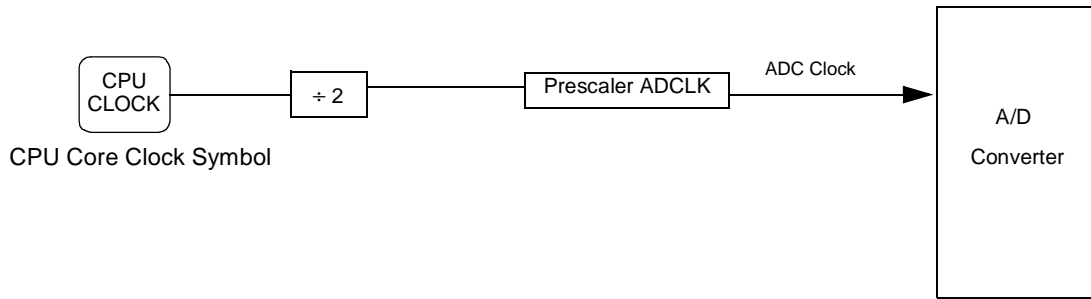 CPU
CLOCK
CPU Core Clock Symbol
÷ 2
Prescaler ADCLK
ADC Clock
A/D
Converter